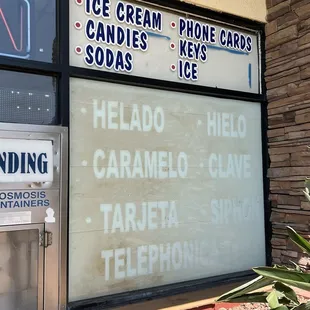 · ICE CREAM
· CANDIES
· SODAS
· PHONE CARDS
· KEYS
· ICE
NDING
OSMOSIS
NTAINERS
· HELADO
· CARAMELO
· TARJETA
TELEPHONIC
· HIELO
· CLAVE